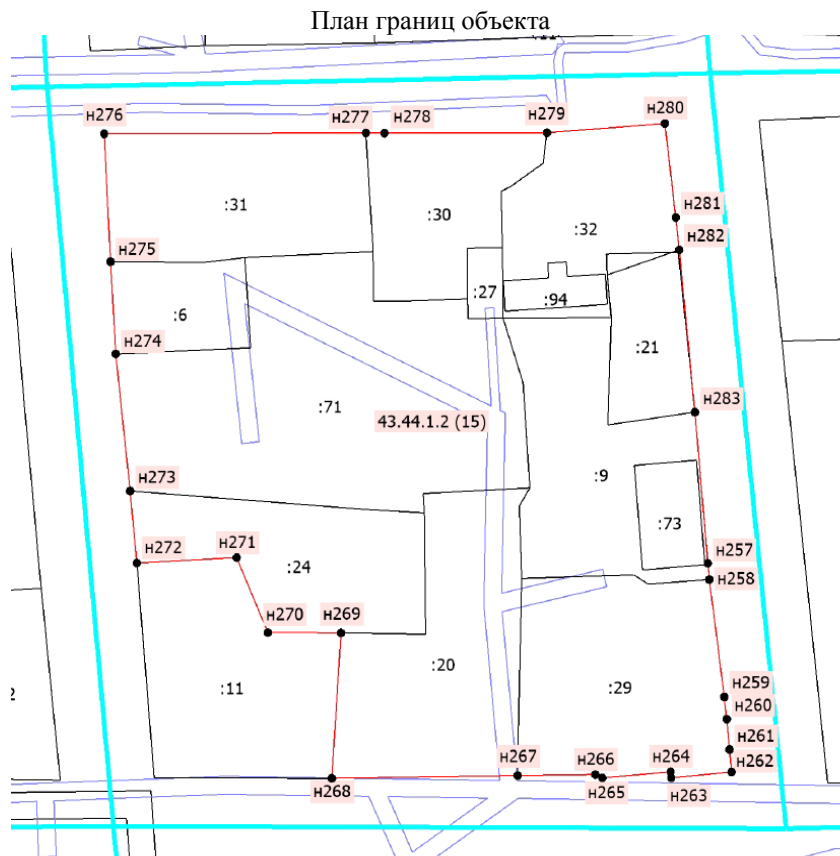 План границ объекта
н276
н277
н278
н279
н280
:31
:30
:32
н281
н275
н282
:6
:27
:94
:21
н274
:71
43.44.1.2 (15)
н283
:9
н273
:73
н272
н271
:24
н257
н258
н270
н269
:20
:11
:29
2
н259
н260
н261
н267
н266
н264
н262
н268
н265
н263